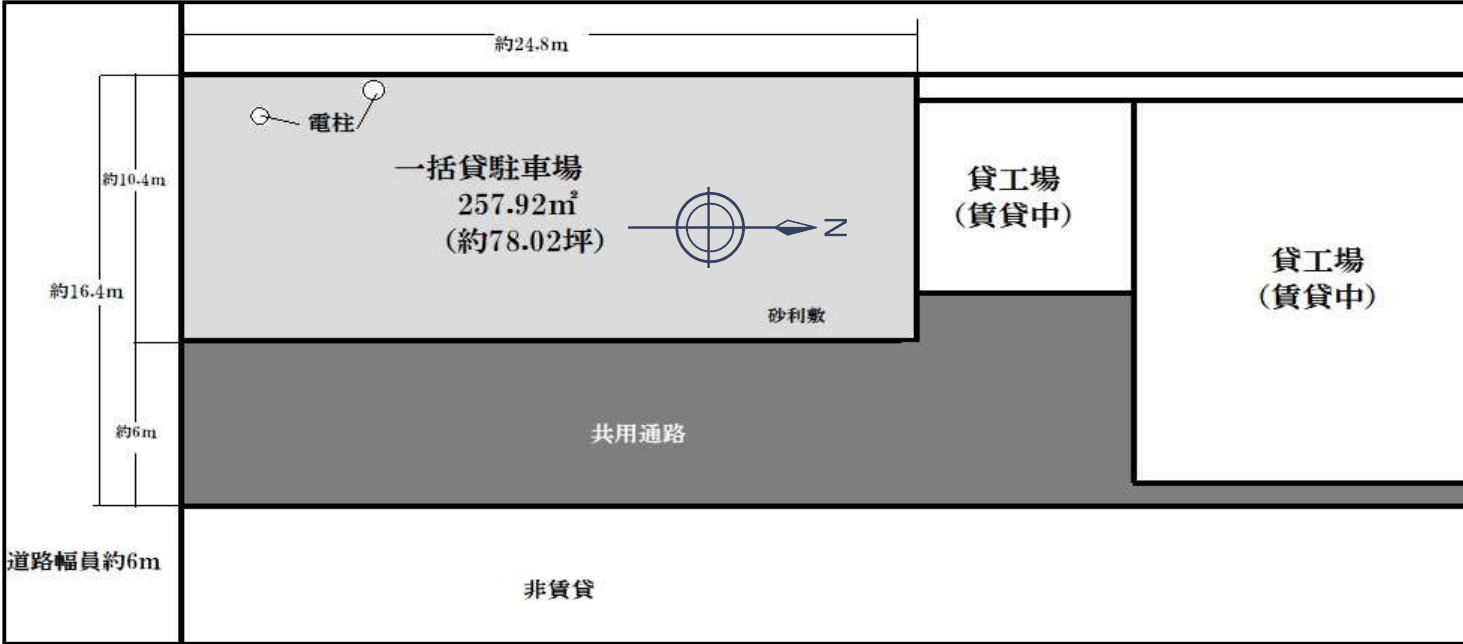 約24.8m
電柱
約10.4m
一括貸駐車場
257.92㎡
(約78.02坪)
N
貸工場
(賃貸中)
貸工場
(賃貸中)
約16.4m
砂利敷
約6m
共用通路
道路幅員約6m
非賃貸